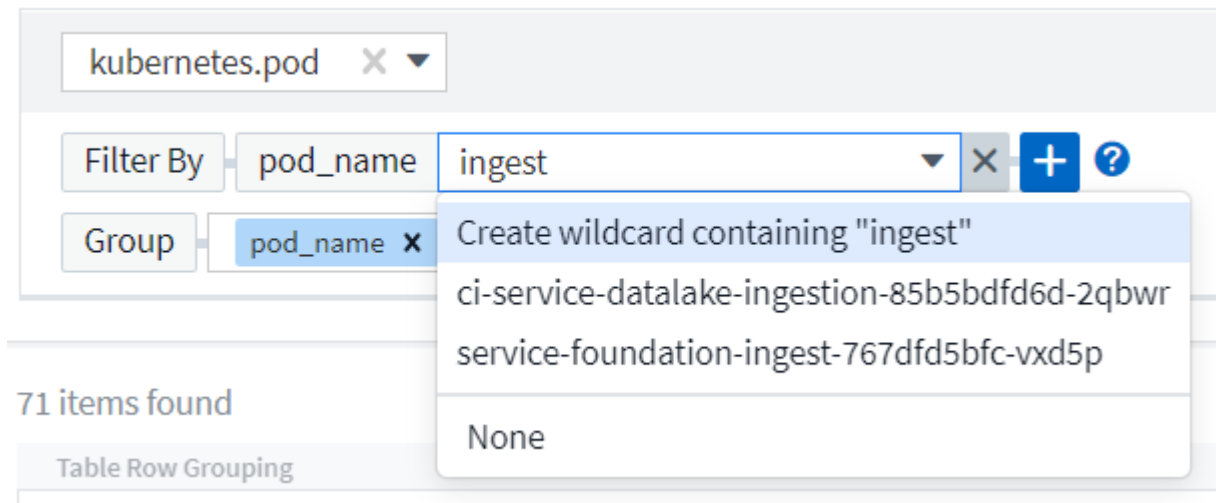 kubernetes.pod
Filter By pod_name ingest
Create wildcard containing "ingest"
Group pod_name
ci-service-datalake-ingestion-85b5bdfd6d-2qbwr
service-foundation-ingest-767dfd5bfc-vxd5p
None
71 items found
Table Row Grouping